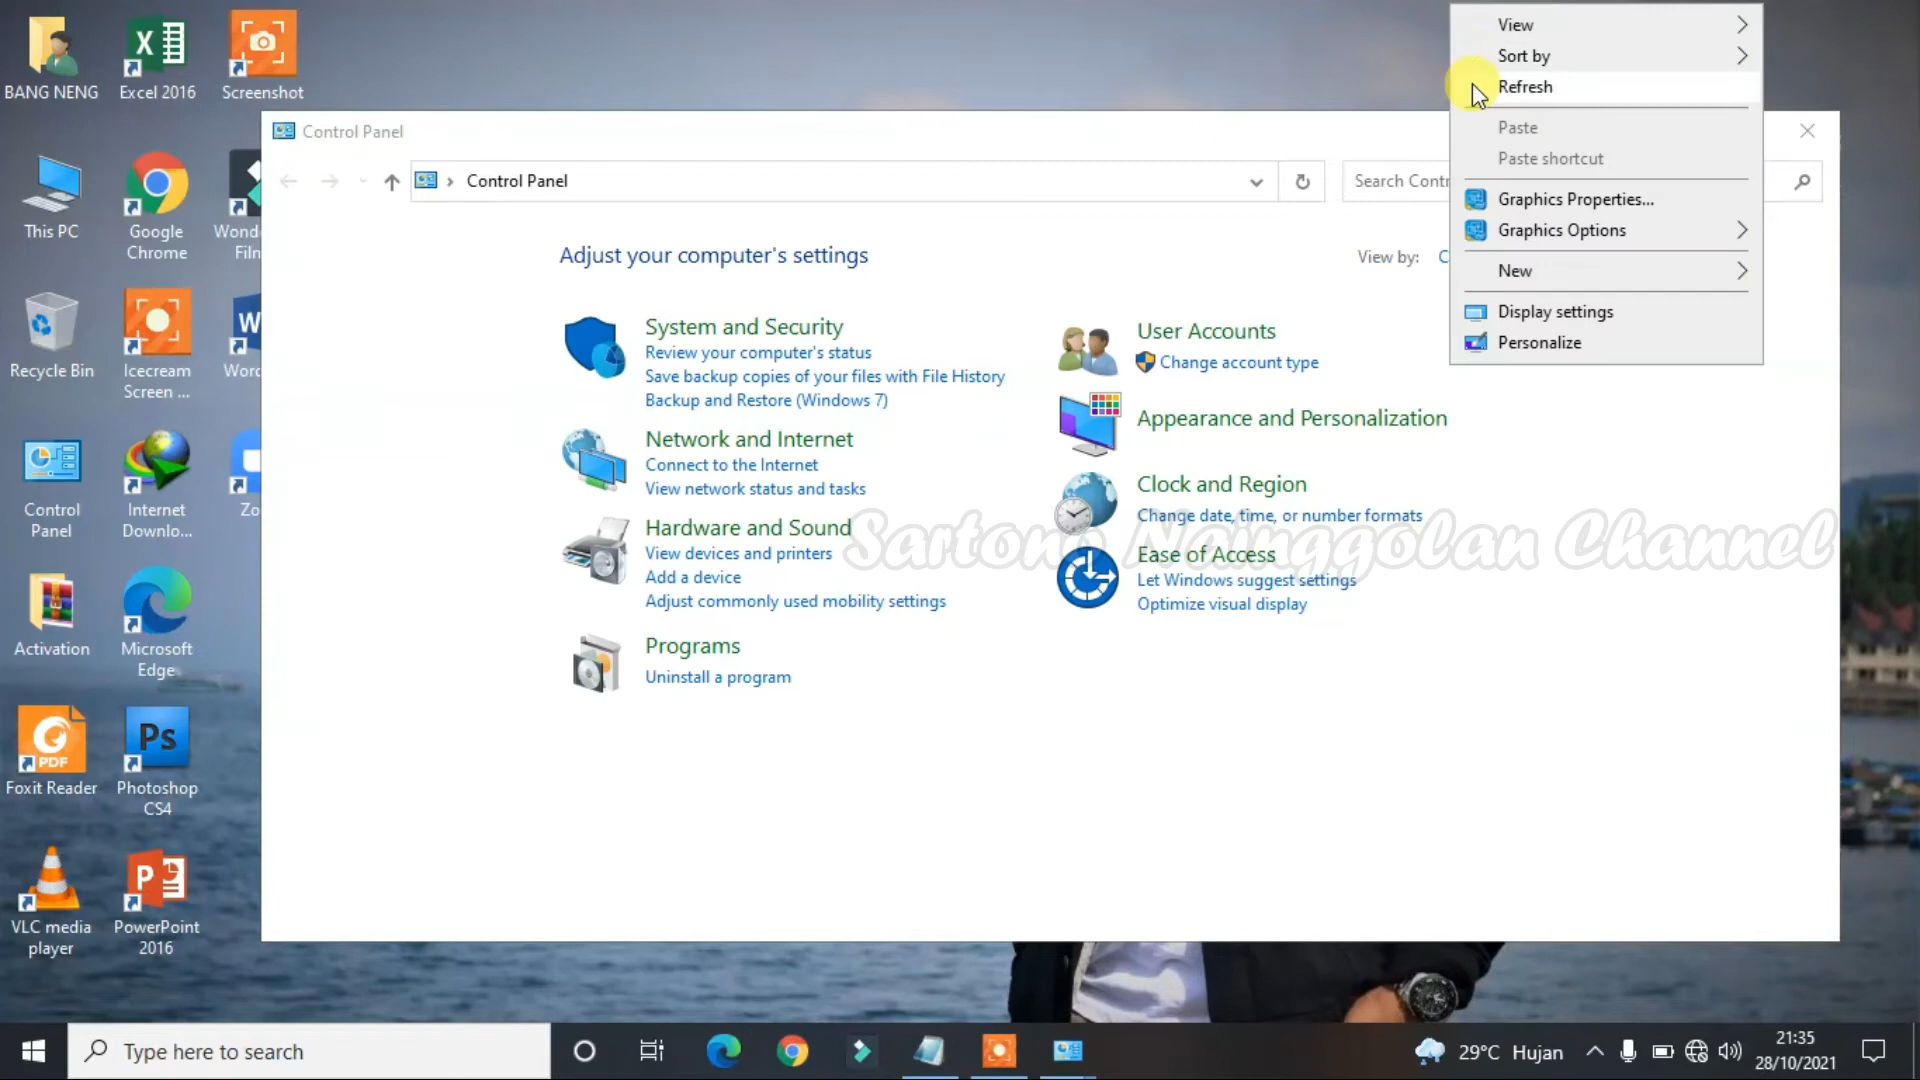 BANG NENG
Excel 2016
Screenshot
This PC
Google
Chrome
Recycle Bin
Icecream
Screen ...
Control
Panel
Internet
Downlo...
Activation
Microsoft
Edge
PDF
Foxit Reader
Ps
Photoshop
CS4
VLC media
player
PowerPoint
2016
Control Panel
Control Panel
Search Contr
Adjust your computer's settings
View by:
System and Security
Review your computer's status
Save backup copies of your files with File History
Backup and Restore (Windows 7)
Network and Internet
Connect to the Internet
View network status and tasks
Hardware and Sound
View devices and printers
Add a device
Adjust commonly used mobility settings
Programs
Uninstall a program
User Accounts
Change account type
Appearance and Personalization
Clock and Region
Change date, time, or number formats
Ease of Access
Let Windows suggest settings
Optimize visual display
Sartono Nainggolan Channel
View
Sort by
Refresh
Paste
Paste shortcut
Graphics Properties...
Graphics Options
New
Display settings
Personalize
Type here to search
29°C Hujan
21:35
28/10/2021